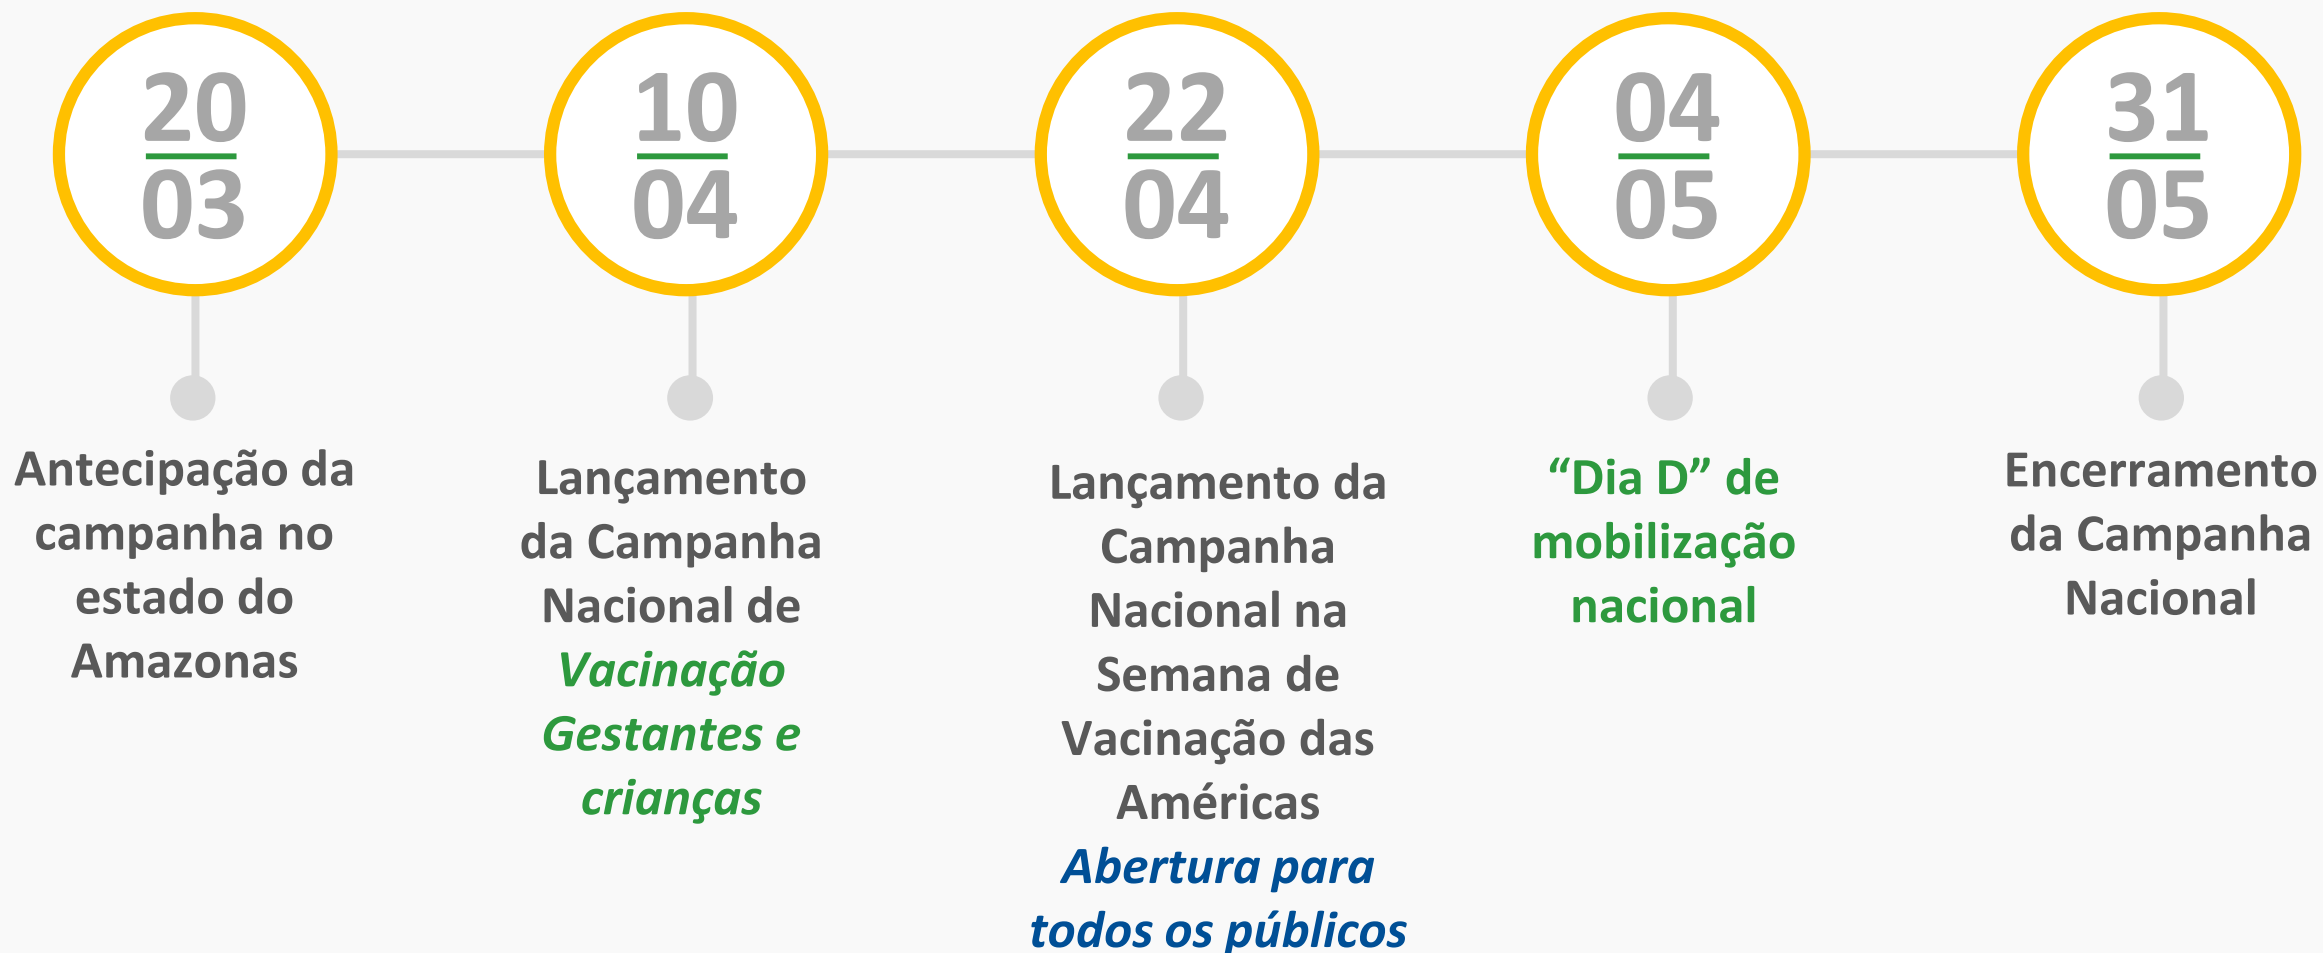 20
03
Antecipação da
campanha no
estado do
Amazonas
10
04
Lançamento
da Campanha
Nacional de
Vacinação
Gestantes e
crianças
22
04
Lançamento da
Campanha
Nacional na
Semana de
Vacinação das
Américas
Abertura para
todos os públicos
04
05
“Dia D” de
mobilização
nacional
31
05
Encerramento
da Campanha
Nacional